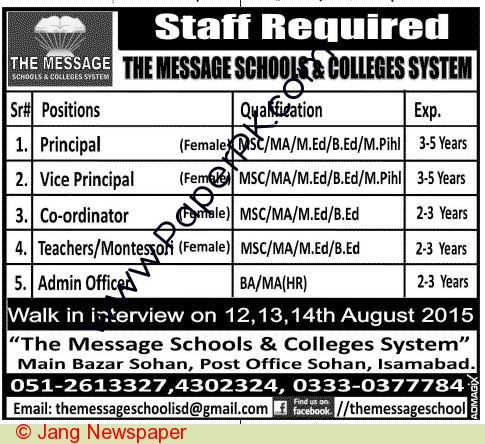 Staff Required
THE MESSAGE
SCHOOLS & COLLEGES SYSTEM
THE MESSAGE SCHOOLS & COLLEGES SYSTEM
Sr# Positions Qualification Exp.
1. Principal (Female) MSC/MA/M.Ed/B.Ed/M.Pihl 3-5 Years
2. Vice Principal (Female) MSC/MA/M.Ed/B.Ed/M.Pihl 3-5 Years
3. Co-ordinator (Female) MSC/MA/M.Ed/B.Ed 2-3 Years
4. Teachers/Montessori (Female) MSC/MA/M.Ed/B.Ed 2-3 Years
5. Admin Officer BA/MA(HR) 2-3 Years
www.PaperPk.com
Walk in interview on 12,13,14th August 2015
"The Message Schools & Colleges System"
Main Bazar Sohan, Post Office Sohan, Isamabad.
051-2613327,4302324, 0333-0377784
Email: themessageschoolisd@gmail.com f Find us on: facebook. //themessageschool
ADMAGIX
© Jang Newspaper